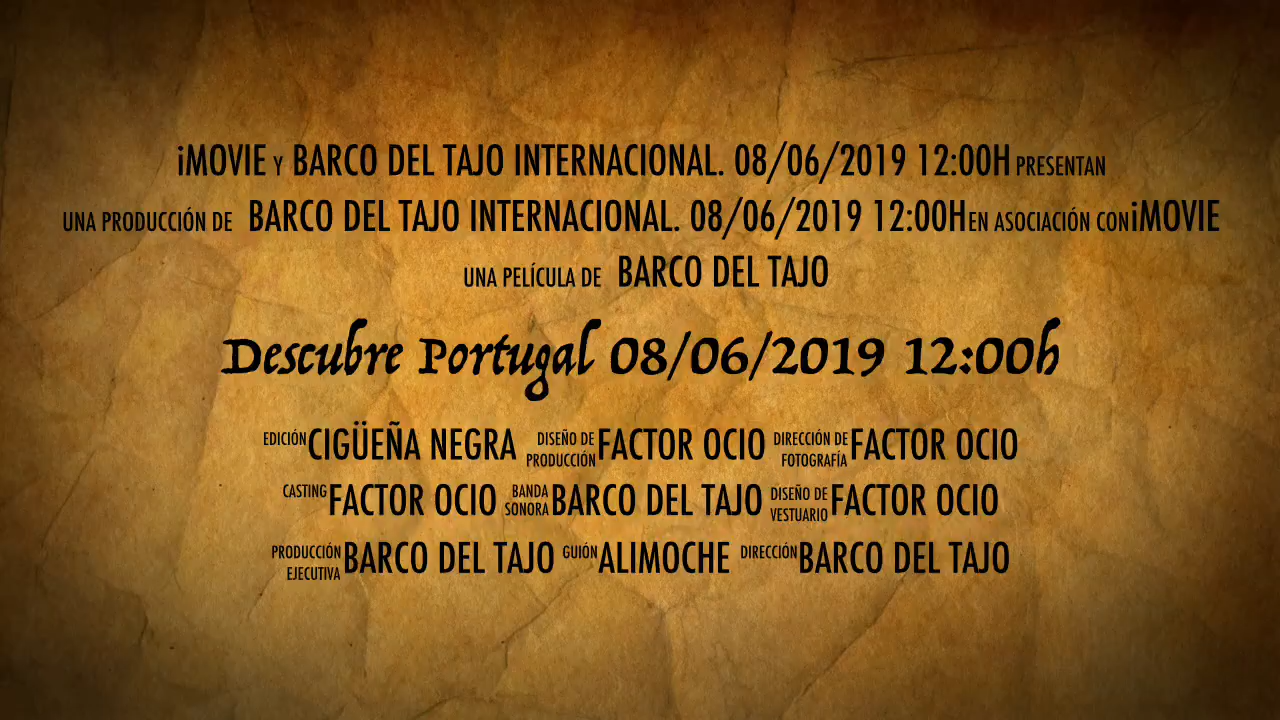 iMOVIE Y BARCO DEL TAJO INTERNACIONAL. 08/06/2019 12:00H PRESENTAN
UNA PRODUCCIÓN DE BARCO DEL TAJO INTERNACIONAL. 08/06/2019 12:00H EN ASOCIACIÓN CON iMOVIE
UNA PELÍCULA DE BARCO DEL TAJO
Descubre Portugal 08/06/2019 12:00h
EDICIÓN CIGÜEÑA NEGRA DISEÑO DE PRODUCCIÓN FACTOR OCIO DIRECCIÓN DE FOTOGRAFÍA FACTOR OCIO
CASTING FACTOR OCIO BANDA SONORA BARCO DEL TAJO DISEÑO DE VESTUARIO FACTOR OCIO
PRODUCCIÓN EJECUTIVA BARCO DEL TAJO GUIÓN ALIMOCHE DIRECCIÓN BARCO DEL TAJO